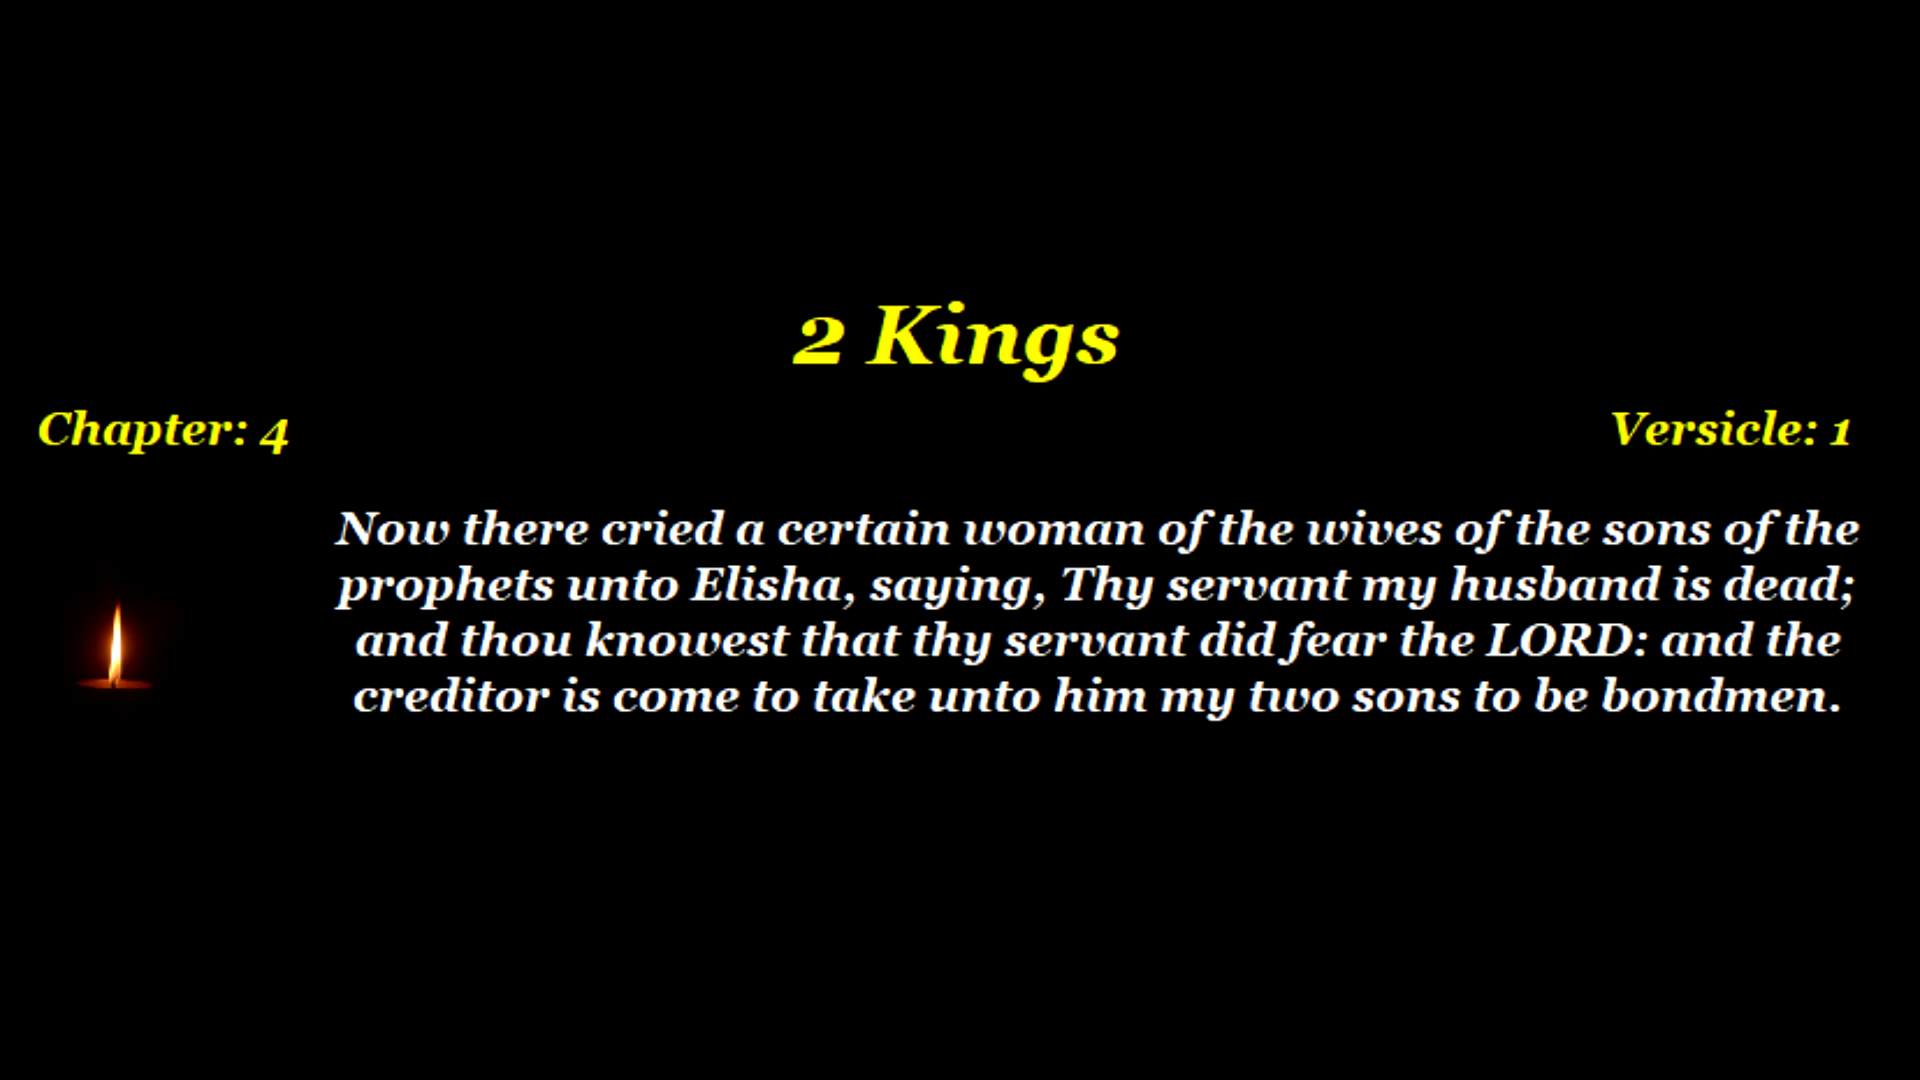 2 Kings
Chapter: 4
Versicle: 1
Now there cried a certain woman of the wives of the sons of the
prophets unto Elisha, saying, Thy servant my husband is dead;
and thou knowest that thy servant did fear the LORD: and the
creditor is come to take unto him my two sons to be bondmen.